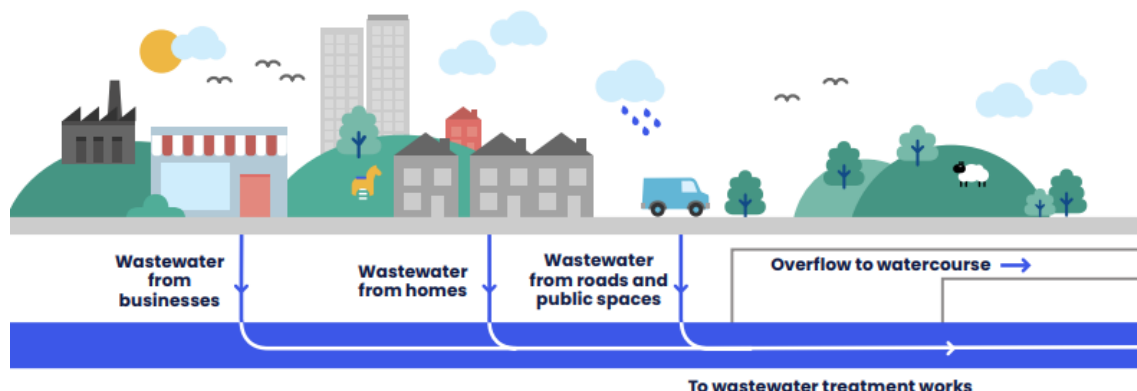 Wastewater
from
businesses
Wastewater
from homes
Wastewater
from roads and
public spaces
Overflow to watercourse
To wastewater treatment works